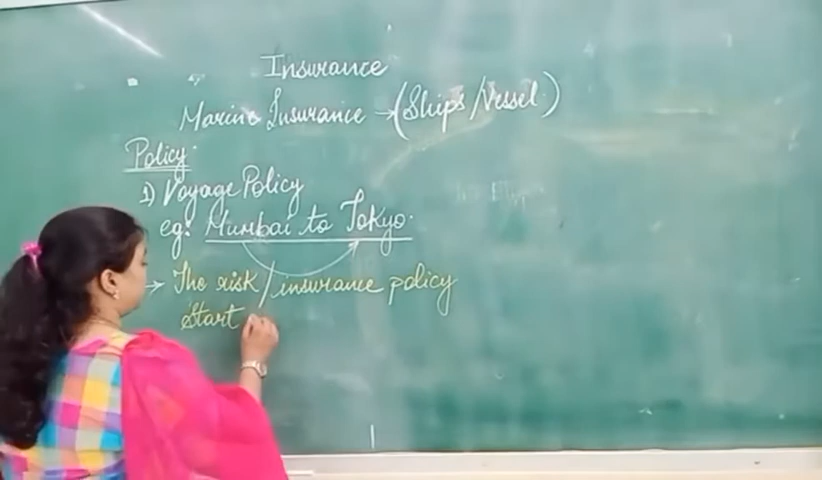 Insurance
Marine Insurance → (Ships/Vessel.)
Policy.
1) Voyage Policy
eg: Mumbai to Tokyo.
→ The risk / insurance policy
Start